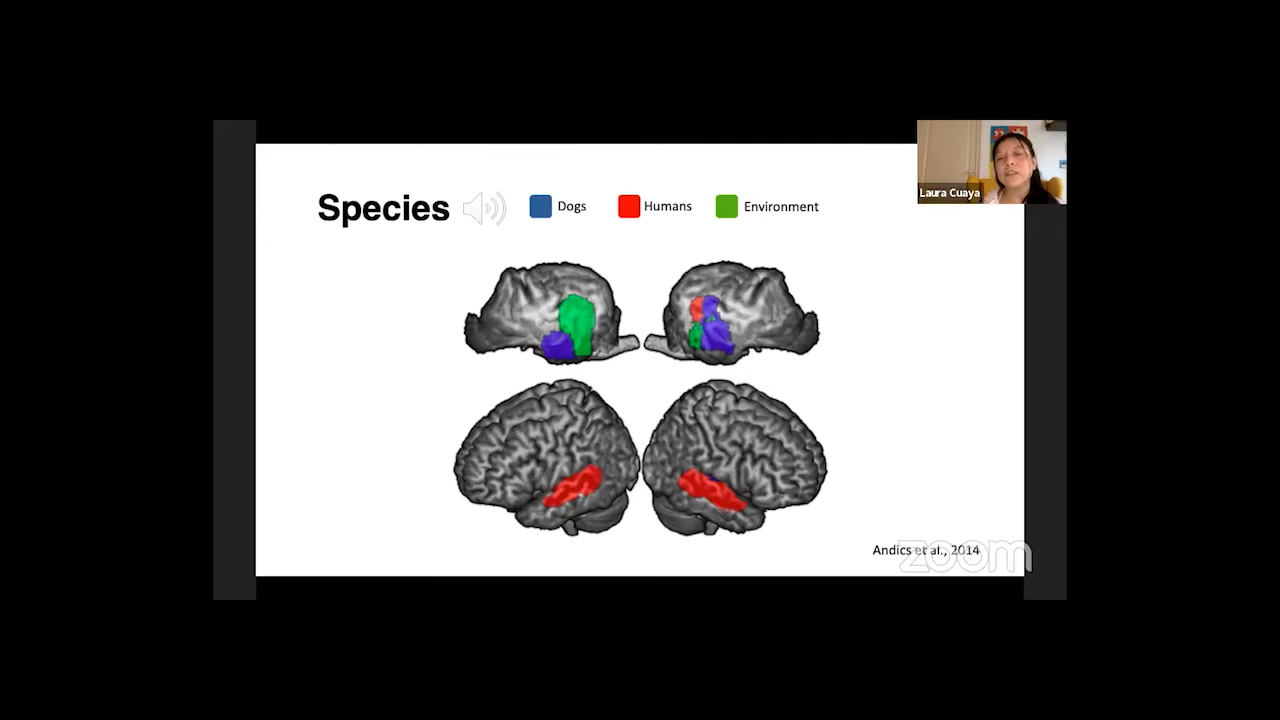 Laura Cuaya
Species
Dogs
Humans
Environment
Andics et al., 2014
zoom